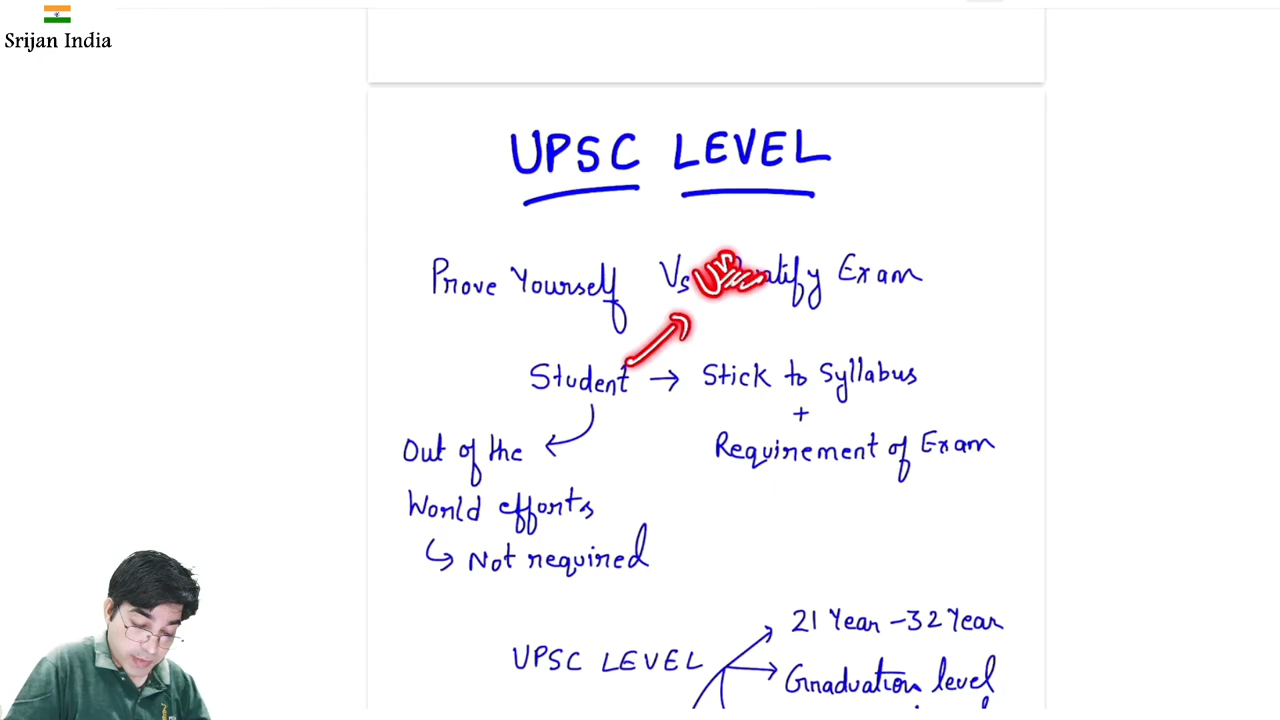 Srijan India
UPSC LEVEL
Prove Yourself Vs Exam
Student → Stick to Syllabus
+
Out of the
Requirement of Exam
World efforts
↳ Not required
21 Year - 32 Year
UPSC LEVEL
Graduation level